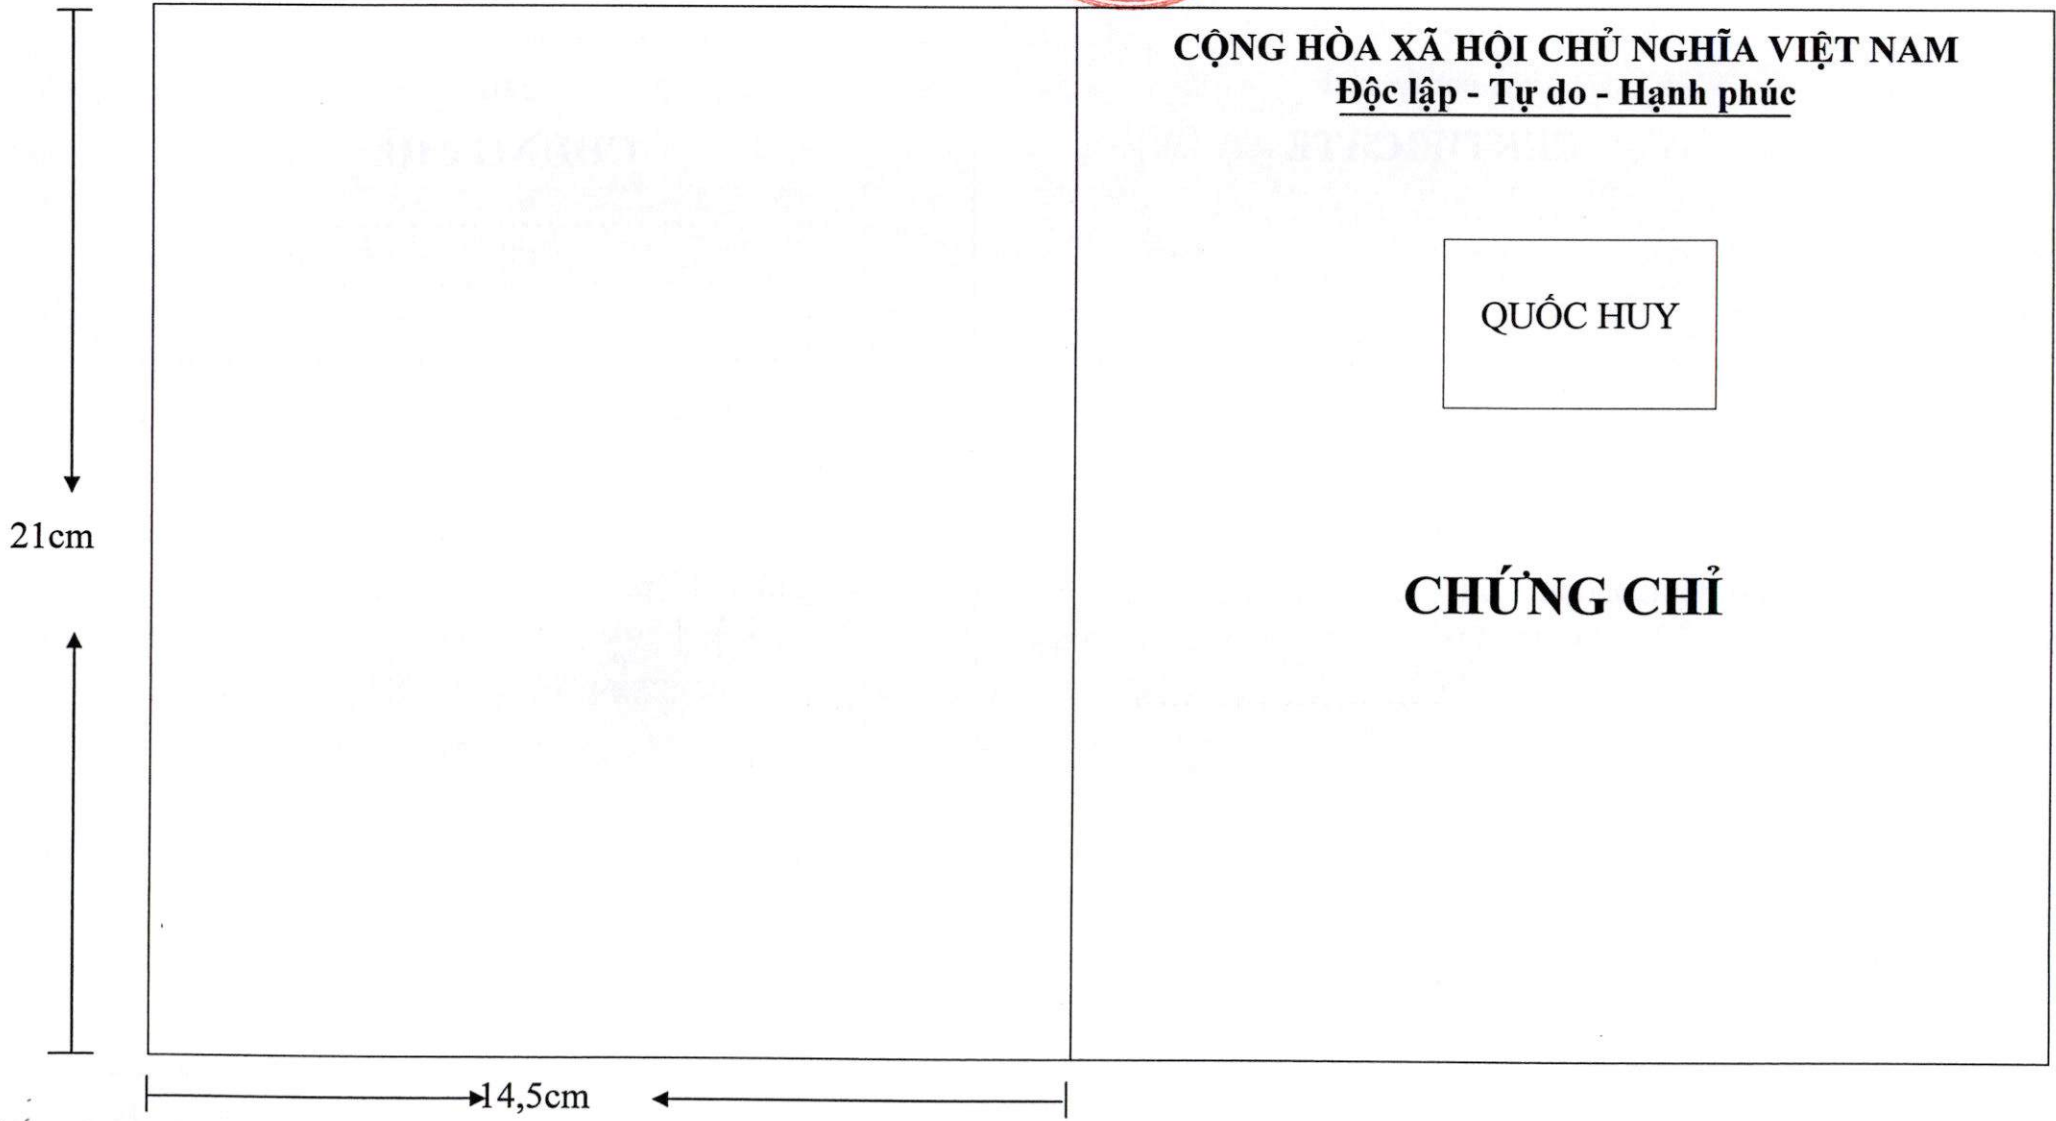 CỘNG HÒA XÃ HỘI CHỦ NGHĨA VIỆT NAM
Độc lập - Tự do - Hạnh phúc
QUỐC HUY
21cm
CHỨNG CHỈ
14,5cm